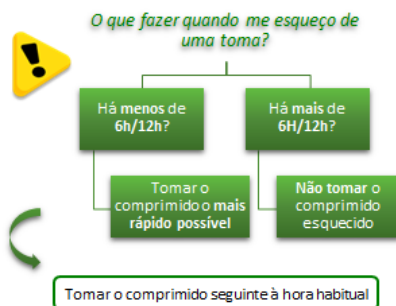 O que fazer quando me esqueço de
uma toma?
Há menos de
6h/12h?
Há mais de
6H/12h?
Tomar o
comprimido o mais
rápido possível
Não tomar o
comprimido
esquecido
Tomar o comprimido seguinte à hora habitual